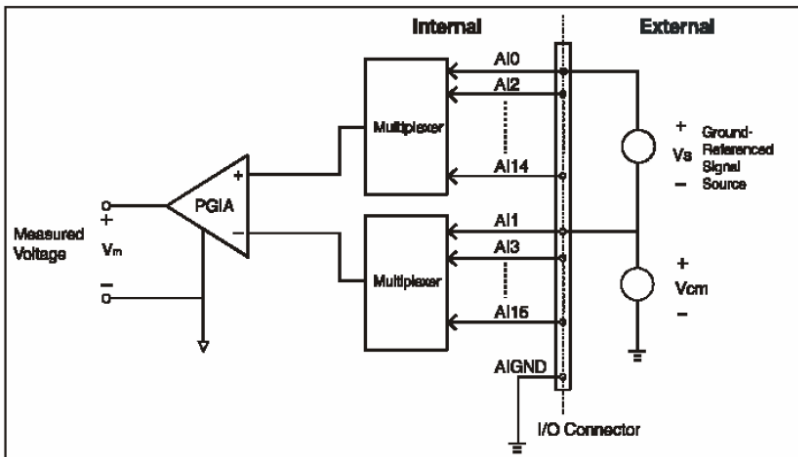 Internal
External
AI0
AI2
Multiplexer
AI14
+
Vs
−
Ground-
Referenced
Signal
Source
+
PGIA
−
Measured
Voltage
+
Vm
−
AI1
AI3
Multiplexer
AI15
+
Vcm
−
AIGND
I/O Connector